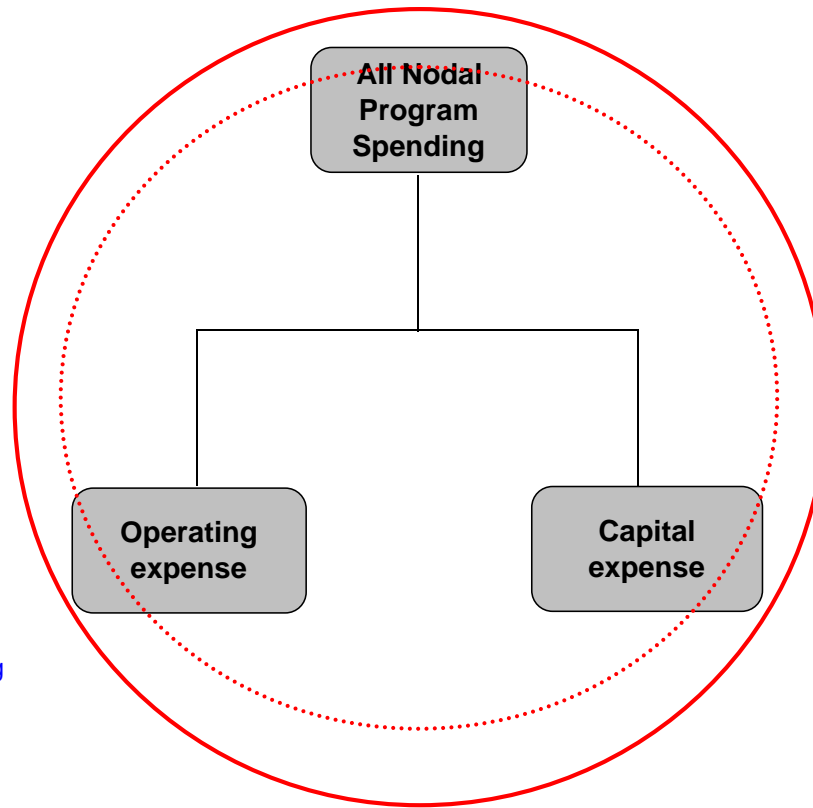 All Nodal
Program
Spending
Operating
expense
Capital
expense
g